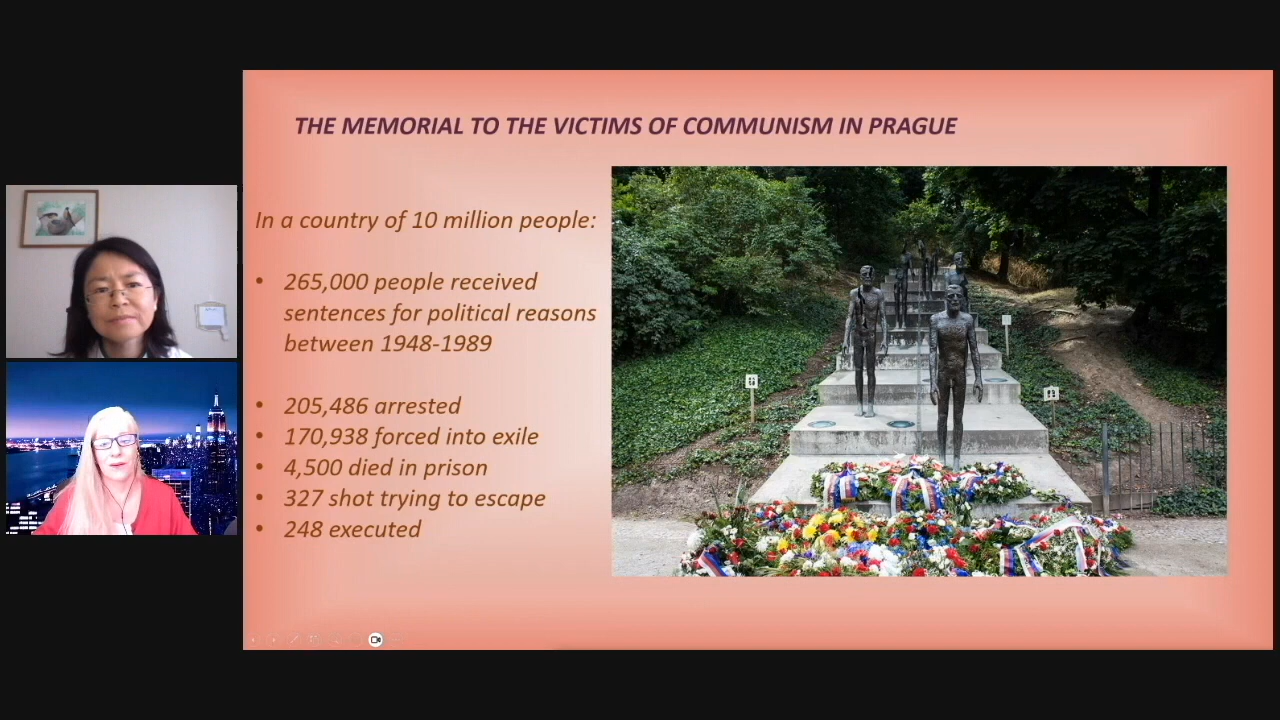 THE MEMORIAL TO THE VICTIMS OF COMMUNISM IN PRAGUE
In a country of 10 million people:
• 265,000 people received
sentences for political reasons
between 1948-1989
• 205,486 arrested
• 170,938 forced into exile
• 4,500 died in prison
• 327 shot trying to escape
• 248 executed